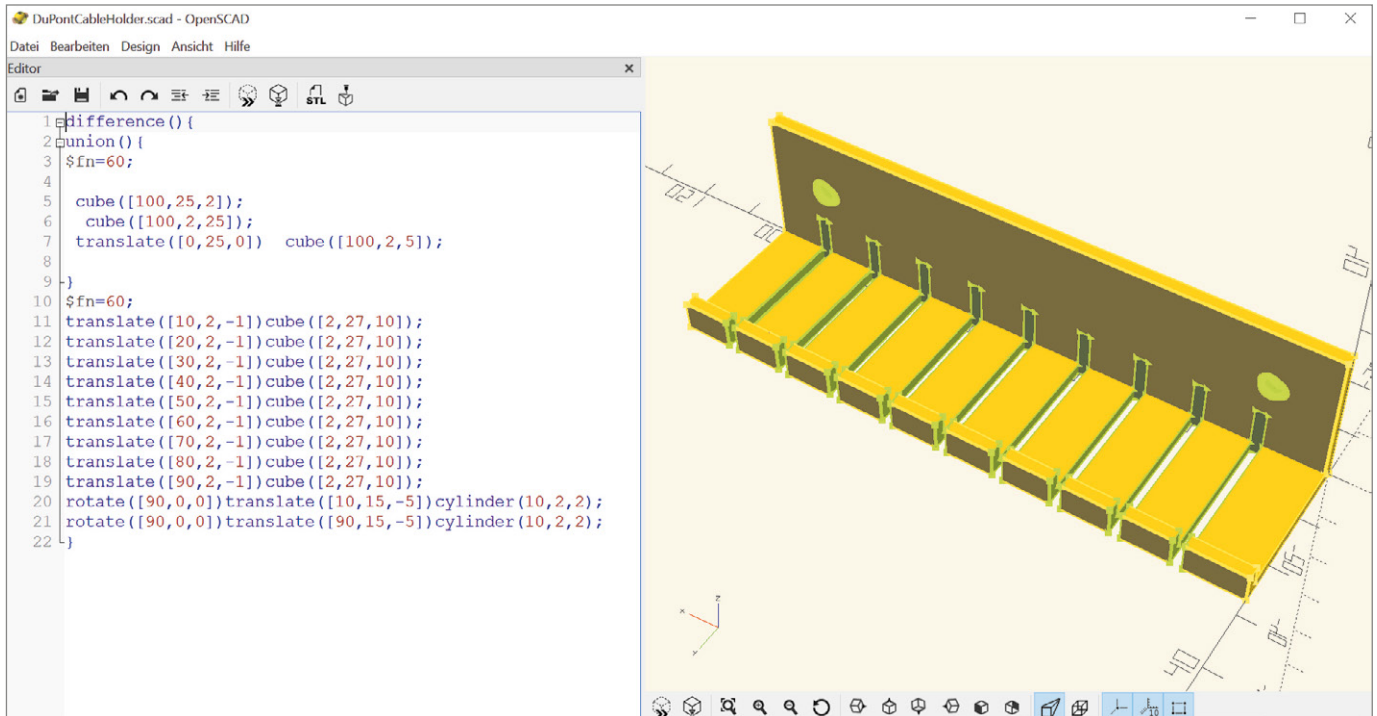 DuPontCableHolder.scad - OpenSCAD
Datei Bearbeiten Design Ansicht Hilfe
Editor
STL
1 difference(){
2 union(){
3 $fn=60;
4
5 cube([100,25,2]);
6 cube([100,2,25]);
7 translate([0,25,0]) cube([100,2,5]);
8
9 }
10 $fn=60;
11 translate([10,2,-1])cube([2,27,10]);
12 translate([20,2,-1])cube([2,27,10]);
13 translate([30,2,-1])cube([2,27,10]);
14 translate([40,2,-1])cube([2,27,10]);
15 translate([50,2,-1])cube([2,27,10]);
16 translate([60,2,-1])cube([2,27,10]);
17 translate([70,2,-1])cube([2,27,10]);
18 translate([80,2,-1])cube([2,27,10]);
19 translate([90,2,-1])cube([2,27,10]);
20 rotate([90,0,0])translate([10,15,-5])cylinder(10,2,2);
21 rotate([90,0,0])translate([90,15,-5])cylinder(10,2,2);
22 }
120
z
x
y
10